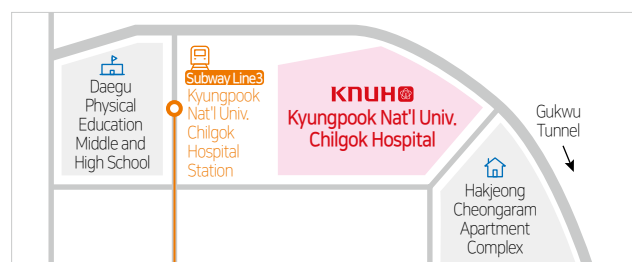 Daegu
Physical
Education
Middle and
High School
Subway Line3
Kyungpook
Nat'l Univ.
Chilgok
Hospital
Station
KNUH
Kyungpook Nat'l Univ.
Chilgok Hospital
Gukwu
Tunnel
Hakjeong
Cheongaram
Apartment
Complex